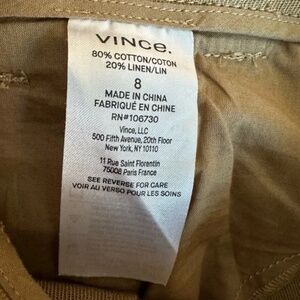 VINCE.
80% COTTON/COTON
20% LINEN/LIN
8
MADE IN CHINA
FABRIQUÉ EN CHINE
RN#106730
Vince, LLC
500 Fifth Avenue, 20th Floor
New York, NY 10110
11 Rue Saint Florentin
75008 Paris France
SEE REVERSE FOR CARE
VOIR AU VERSO POUR LES SOINS